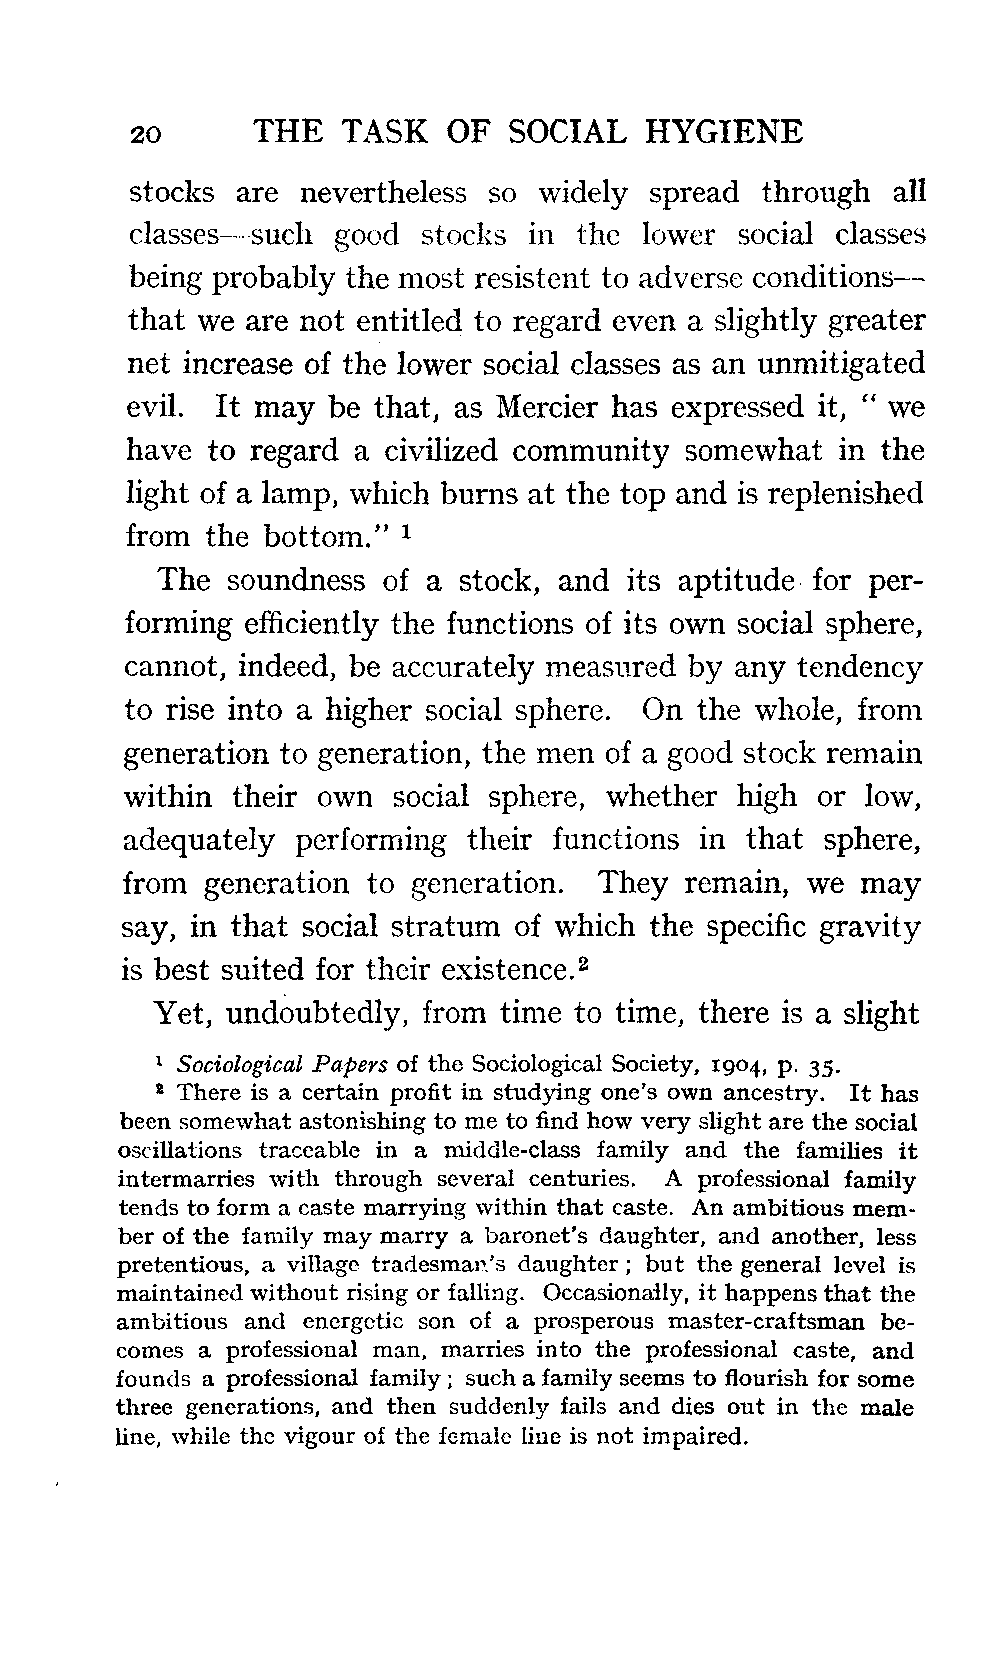 20 THE TASK OF SOCIAL HYGIENE
stocks are nevertheless so widely spread through all
classes—such good stocks in the lower social classes
being probably the most resistent to adverse conditions—
that we are not entitled to regard even a slightly greater
net increase of the lower social classes as an unmitigated
evil. It may be that, as Mercier has expressed it, “ we
have to regard a civilized community somewhat in the
light of a lamp, which burns at the top and is replenished
from the bottom.” ¹
The soundness of a stock, and its aptitude for per-
forming efficiently the functions of its own social sphere,
cannot, indeed, be accurately measured by any tendency
to rise into a higher social sphere. On the whole, from
generation to generation, the men of a good stock remain
within their own social sphere, whether high or low,
adequately performing their functions in that sphere,
from generation to generation. They remain, we may
say, in that social stratum of which the specific gravity
is best suited for their existence.²
Yet, undoubtedly, from time to time, there is a slight
¹ Sociological Papers of the Sociological Society, 1904, p. 35.
² There is a certain profit in studying one’s own ancestry. It has
been somewhat astonishing to me to find how very slight are the social
oscillations traceable in a middle-class family and the families it
intermarries with through several centuries. A professional family
tends to form a caste marrying within that caste. An ambitious mem-
ber of the family may marry a baronet’s daughter, and another, less
pretentious, a village tradesman’s daughter ; but the general level is
maintained without rising or falling. Occasionally, it happens that the
ambitious and energetic son of a prosperous master-craftsman be-
comes a professional man, marries into the professional caste, and
founds a professional family ; such a family seems to flourish for some
three generations, and then suddenly fails and dies out in the male
line, while the vigour of the female line is not impaired.